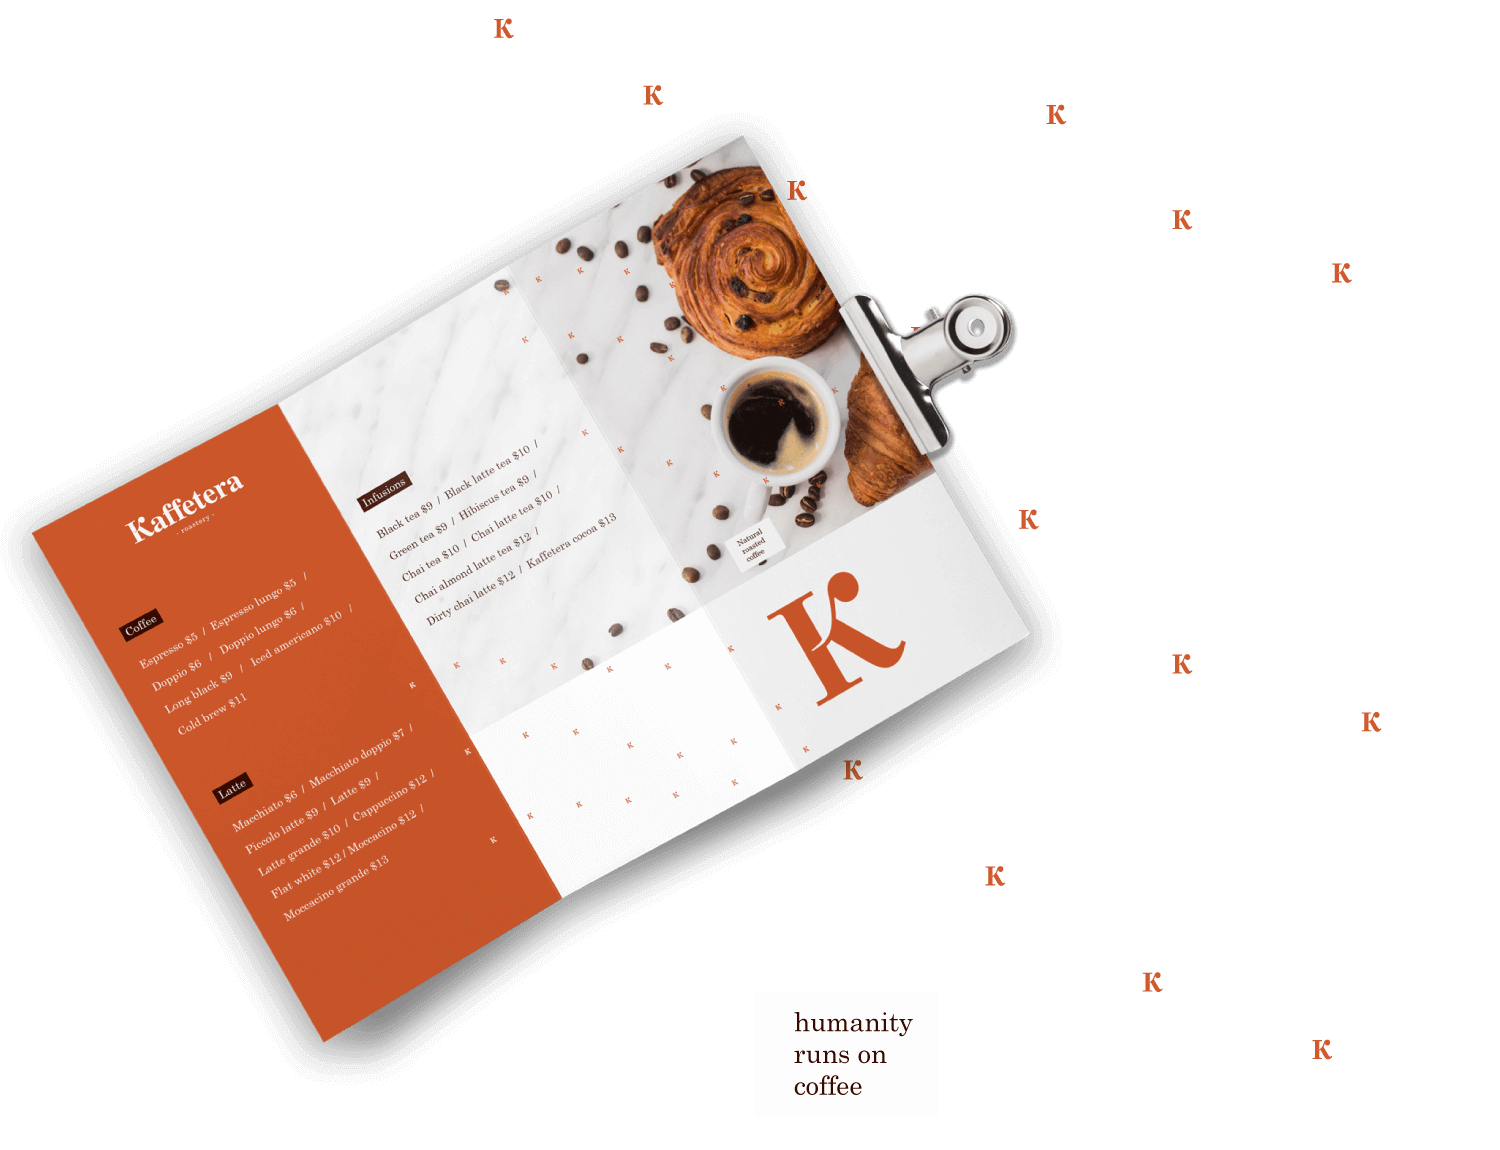 K
K
K
K
K
K
Kaffetera
- roastery -
Coffee
Espresso $5 / Espresso lungo $5 /
Doppio $6 / Doppio lungo $6 /
Long black $9 / Iced americano $10 /
Cold brew $11
Latte
Macchiato $6 / Macchiato doppio $7 /
Piccolo latte $9 / Latte $9 /
Latte grande $10 / Cappuccino $12 /
Flat white $12 / Moccacino $12 /
Moccacino grande $13
Infusions
Black tea $9 / Black latte tea $10 /
Green tea $9 / Hibiscus tea $9 /
Chai tea $10 / Chai latte tea $10 /
Chai almond latte tea $12 /
Dirty chai latte $12 / Kaffetera cocoa $13
Natural
roasted
coffee
K
K
K
K
K
K
K
K
humanity
runs on
coffee